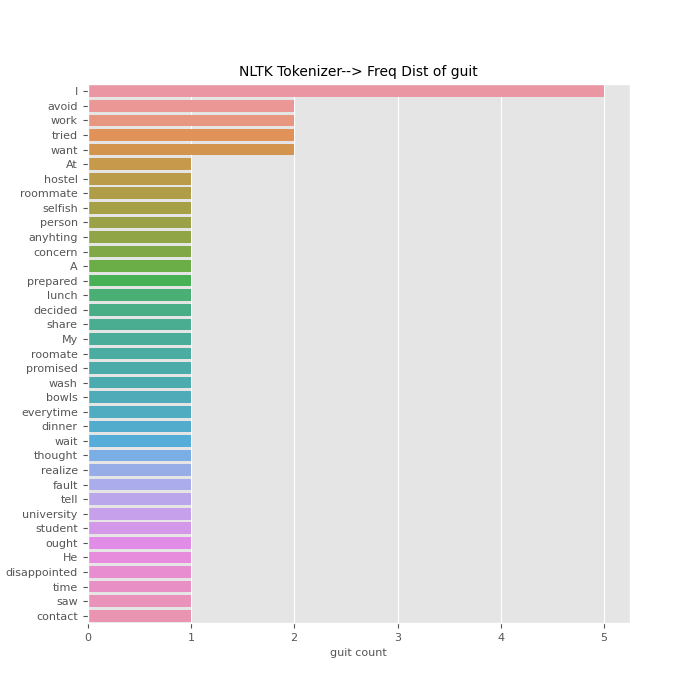 NLTK Tokenizer--> Freq Dist of guit
I
avoid
work
tried
want
At
hostel
roommate
selfish
person
anyhting
concern
A
prepared
lunch
decided
share
My
roomate
promised
wash
bowls
everytime
dinner
wait
thought
realize
fault
tell
university
student
ought
He
disappointed
time
saw
contact
0 1 2 3 4 5
guit count